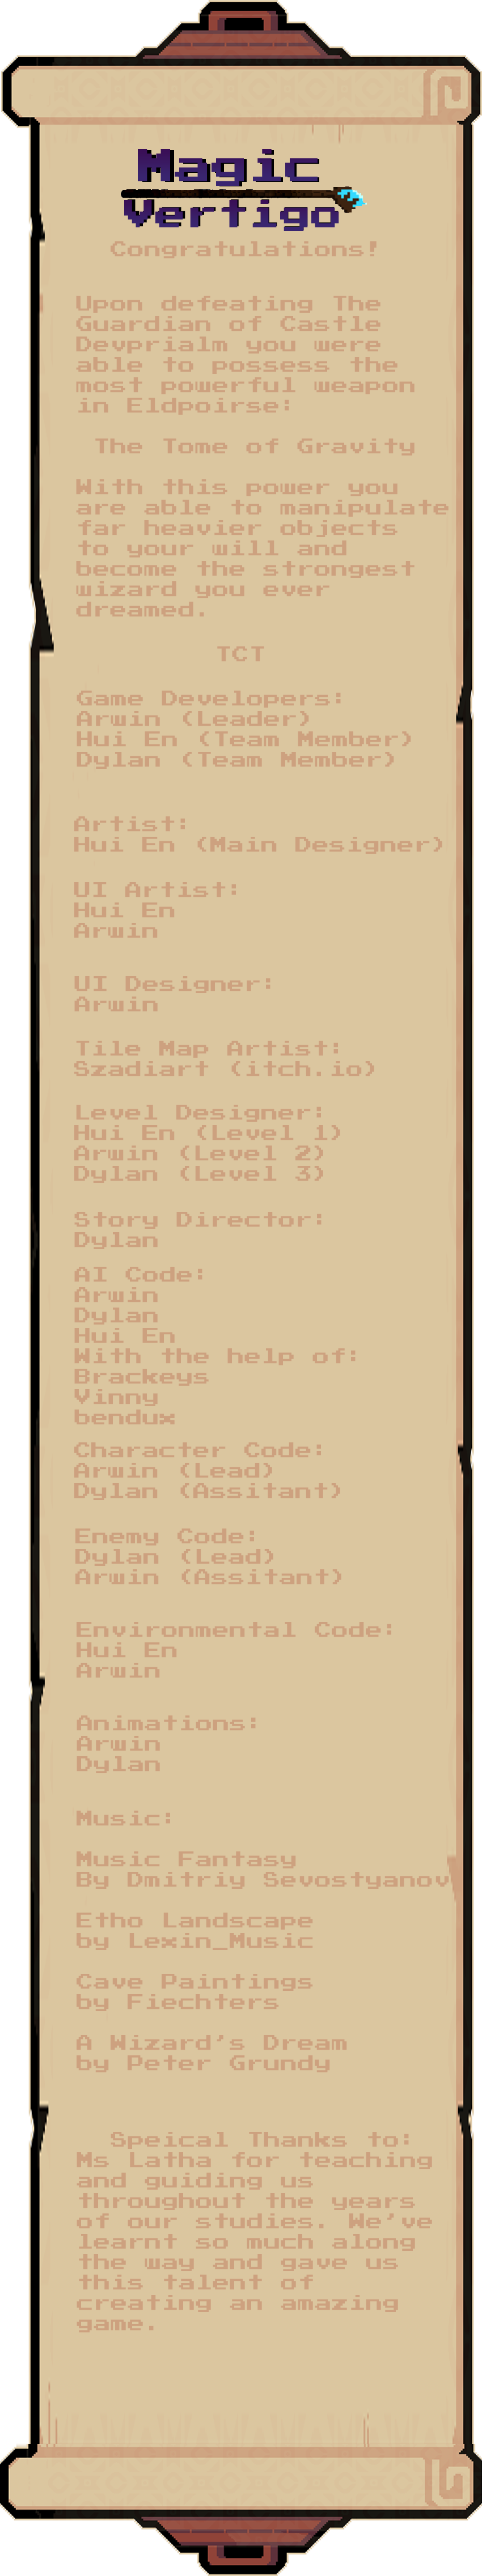 Magic
Vertigo
Congratulations!
Upon defeating The
Guardian of Castle
Devprialm you were
able to possess the
most powerful weapon
in Eldpoirse:
The Tome of Gravity
With this power you
are able to manipulate
far heavier objects
to your will and
become the strongest
wizard you ever
dreamed.
TCT
Game Developers:
Arwin (Leader)
Hui En (Team Member)
Dylan (Team Member)
Artist:
Hui En (Main Designer)
UI Artist:
Hui En
Arwin
UI Designer:
Arwin
Tile Map Artist:
Szadiart (itch.io)
Level Designer:
Hui En (Level 1)
Arwin (Level 2)
Dylan (Level 3)
Story Director:
Dylan
AI Code:
Arwin
Dylan
Hui En
With the help of:
Brackeys
Vinny
bendux
Character Code:
Arwin (Lead)
Dylan (Assitant)
Enemy Code:
Dylan (Lead)
Arwin (Assitant)
Environmental Code:
Hui En
Arwin
Animations:
Arwin
Dylan
Music:
Music Fantasy
By Dmitriy Sevostyanov
Etho Landscape
by Lexin_Music
Cave Paintings
by Fiechters
A Wizard's Dream
by Peter Grundy
Speical Thanks to:
Ms Latha for teaching
and guiding us
throughout the years
of our studies. We've
learnt so much along
the way and gave us
this talent of
creating an amazing
game.